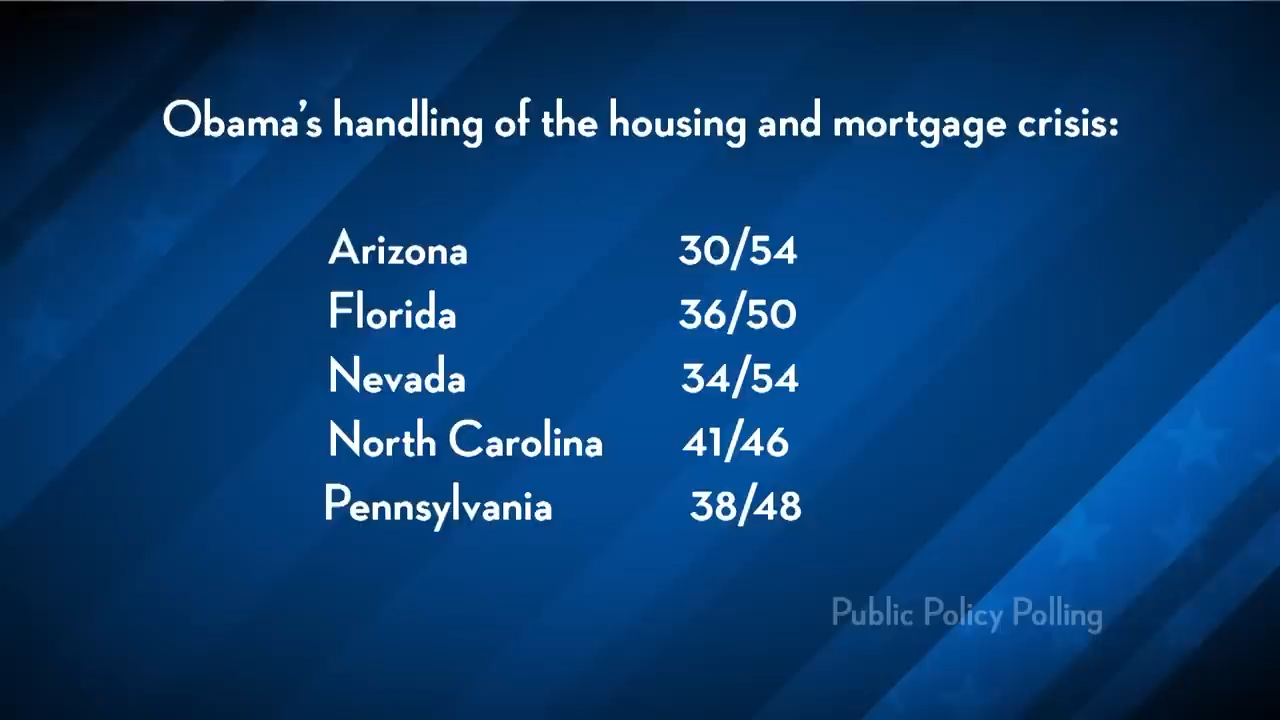 Obama's handling of the housing and mortgage crisis:
Arizona 30/54
Florida 36/50
Nevada 34/54
North Carolina 41/46
Pennsylvania 38/48
Public Policy Polling